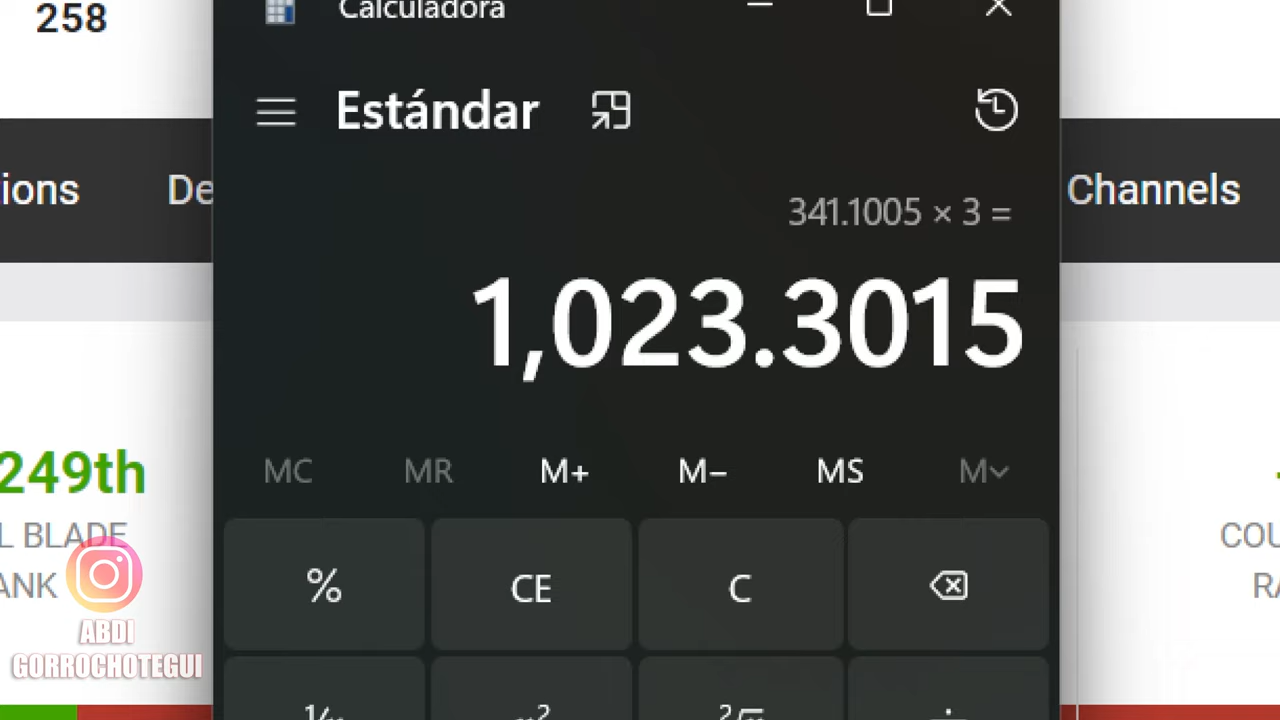 258
Calculadora
Estándar
ions
De
Channels
341.1005 × 3 =
1,023.3015
MC MR M+ M− MS M
249th
L BLADE
ANK
COU
RA
% CE C
ABDI
GORROCHOTEGUI